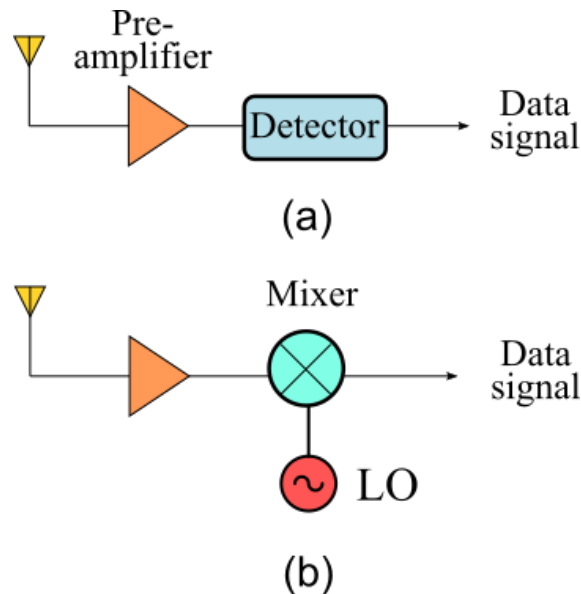 Pre-
amplifier
Detector
Data
signal
(a)
Mixer
Data
signal
LO
(b)